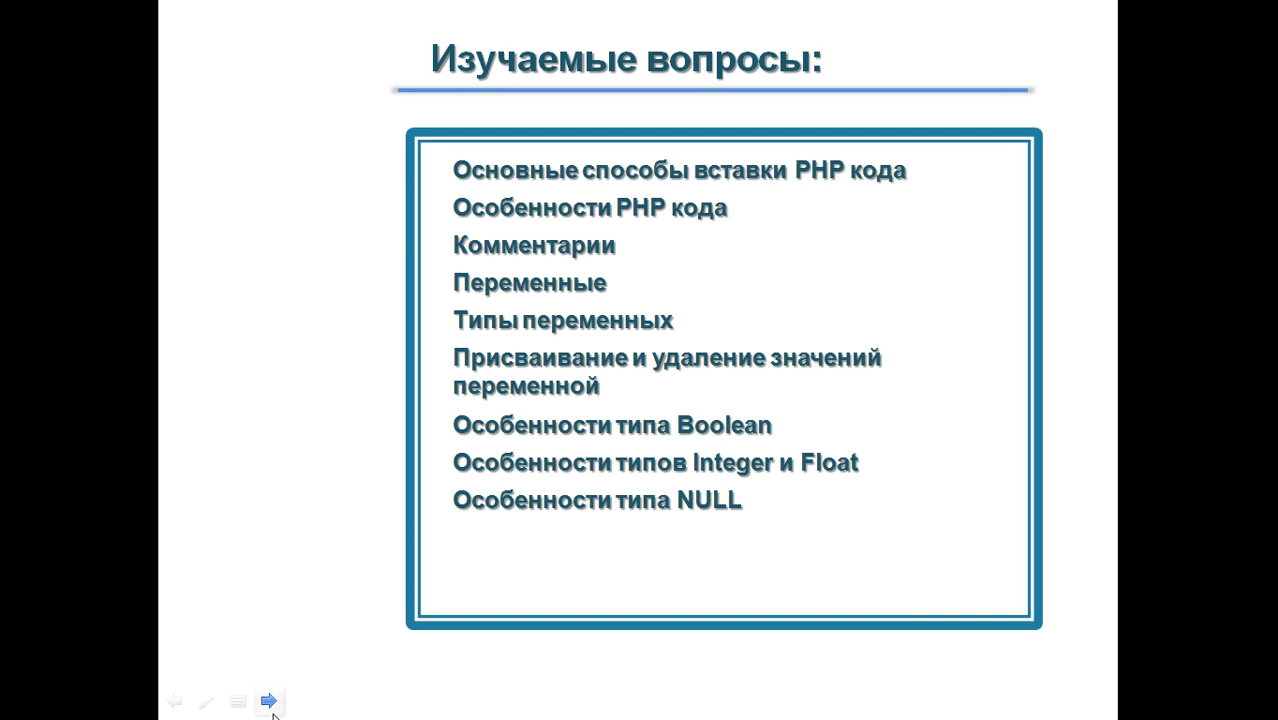 Изучаемые вопросы:
Основные способы вставки PHP кода
Особенности PHP кода
Комментарии
Переменные
Типы переменных
Присваивание и удаление значений
переменной
Особенности типа Boolean
Особенности типов Integer и Float
Особенности типа NULL